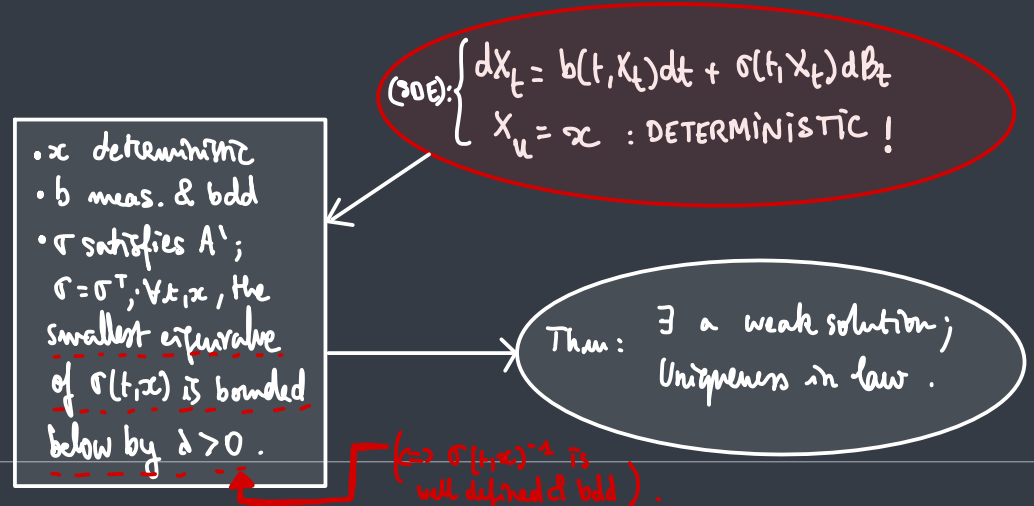 (SDE): { dX_t = b(t, X_t)dt + σ(t, X_t)dB_t
X_u = x : DETERMINISTIC !
• x deterministic
• b meas. & bdd
• σ satisfies A';
σ = σ^T, ∀t,x, the
smallest eigenvalue
of σ(t,x) is bounded
below by λ > 0.
Thm: ∃ a weak solution;
Uniqueness in law.
(⇔ σ(t,x)^{-1} is
well defined & bdd).